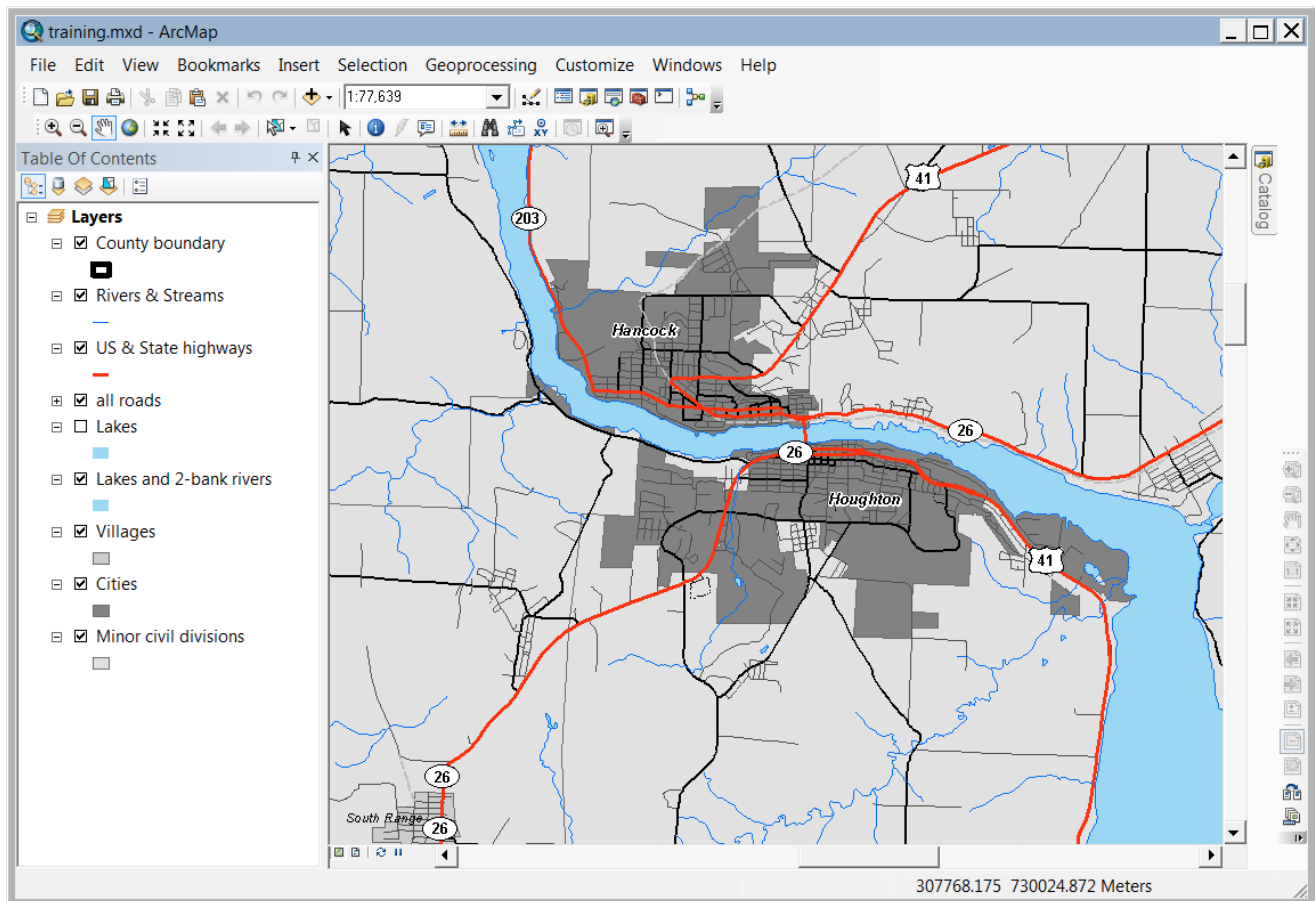 training.mxd - ArcMap
File Edit View Bookmarks Insert Selection Geoprocessing Customize Windows Help
1:77,639
Table Of Contents
Layers
County boundary
Rivers & Streams
US & State highways
all roads
Lakes
Lakes and 2-bank rivers
Villages
Cities
Minor civil divisions
41
203
Hancock
26
26
Houghton
41
26
South Range
26
Catalog
XY
1:1
307768.175 730024.872 Meters